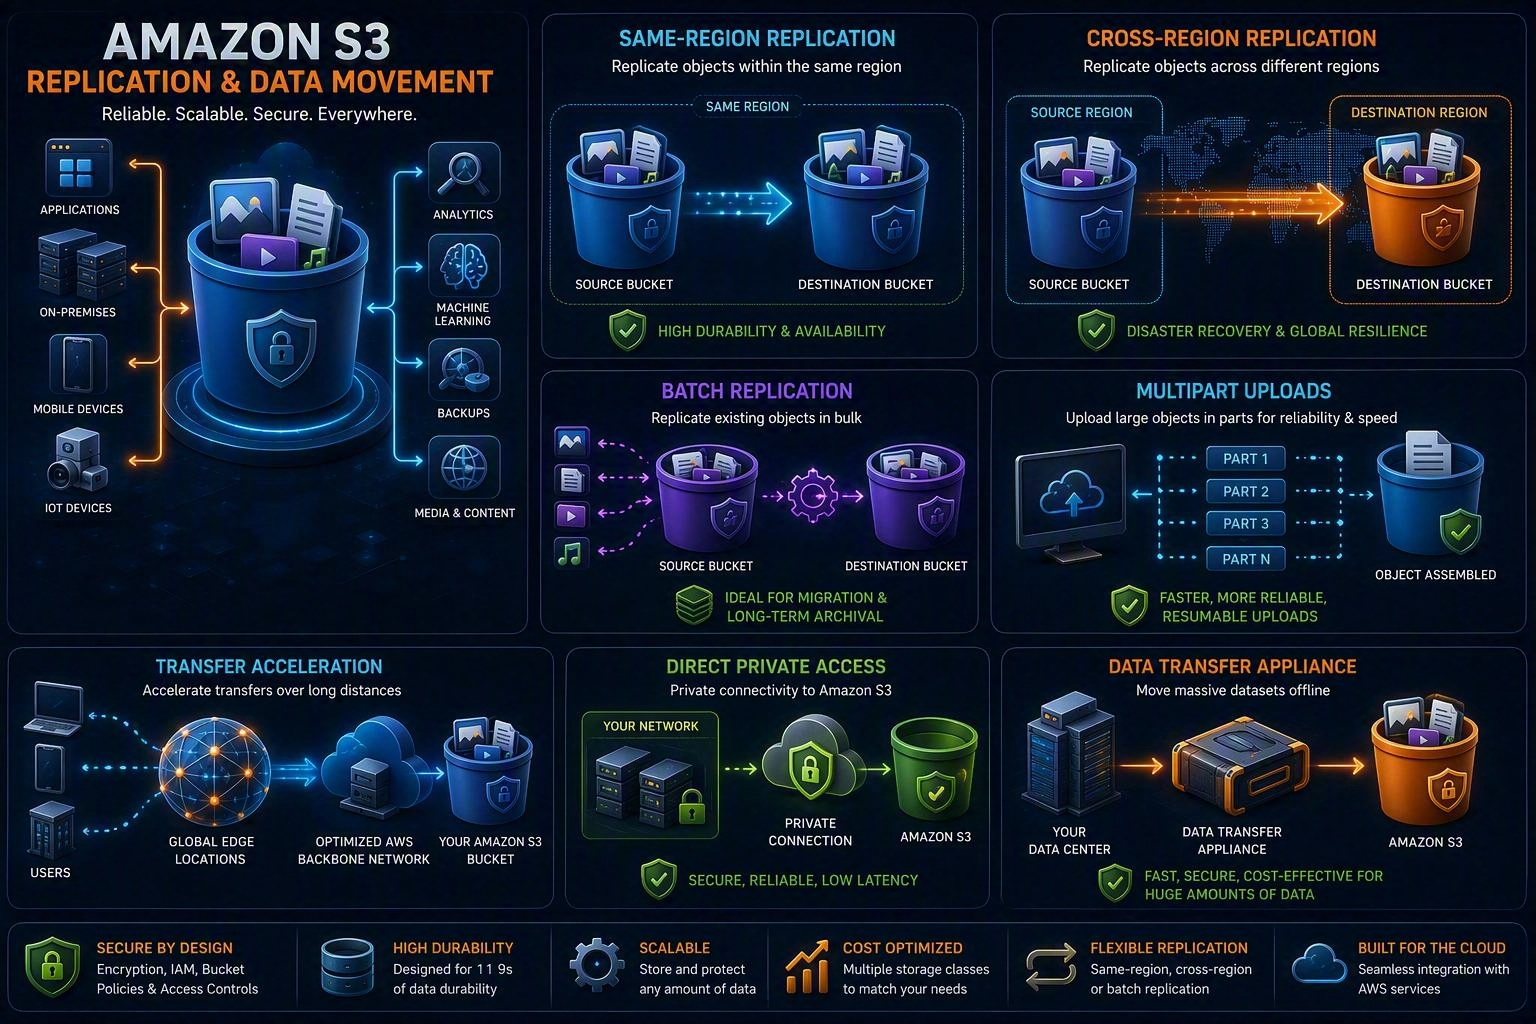 AMAZON S3
REPLICATION & DATA MOVEMENT
Reliable. Scalable. Secure. Everywhere.
APPLICATIONS
ON-PREMISES
MOBILE DEVICES
IOT DEVICES
ANALYTICS
MACHINE
LEARNING
BACKUPS
MEDIA & CONTENT
SAME-REGION REPLICATION
Replicate objects within the same region
SAME REGION
SOURCE BUCKET
DESTINATION BUCKET
HIGH DURABILITY & AVAILABILITY
CROSS-REGION REPLICATION
Replicate objects across different regions
SOURCE REGION
DESTINATION REGION
SOURCE BUCKET
DESTINATION BUCKET
DISASTER RECOVERY & GLOBAL RESILIENCE
BATCH REPLICATION
Replicate existing objects in bulk
SOURCE BUCKET
DESTINATION BUCKET
IDEAL FOR MIGRATION &
LONG-TERM ARCHIVAL
MULTIPART UPLOADS
Upload large objects in parts for reliability & speed
PART 1
PART 2
PART 3
PART N
OBJECT ASSEMBLED
FASTER, MORE RELIABLE,
RESUMABLE UPLOADS
TRANSFER ACCELERATION
Accelerate transfers over long distances
USERS
GLOBAL EDGE
LOCATIONS
OPTIMIZED AWS
BACKBONE NETWORK
YOUR AMAZON S3
BUCKET
DIRECT PRIVATE ACCESS
Private connectivity to Amazon S3
YOUR NETWORK
PRIVATE
CONNECTION
AMAZON S3
SECURE, RELIABLE, LOW LATENCY
DATA TRANSFER APPLIANCE
Move massive datasets offline
YOUR
DATA CENTER
DATA TRANSFER
APPLIANCE
AMAZON S3
FAST, SECURE, COST-EFFECTIVE FOR
HUGE AMOUNTS OF DATA
SECURE BY DESIGN
Encryption, IAM, Bucket
Policies & Access Controls
HIGH DURABILITY
Designed for 11 9s
of data durability
SCALABLE
Store and protect
any amount of data
COST OPTIMIZED
Multiple storage classes
to match your needs
FLEXIBLE REPLICATION
Same-region, cross-region
or batch replication
BUILT FOR THE CLOUD
Seamless integration with
AWS services